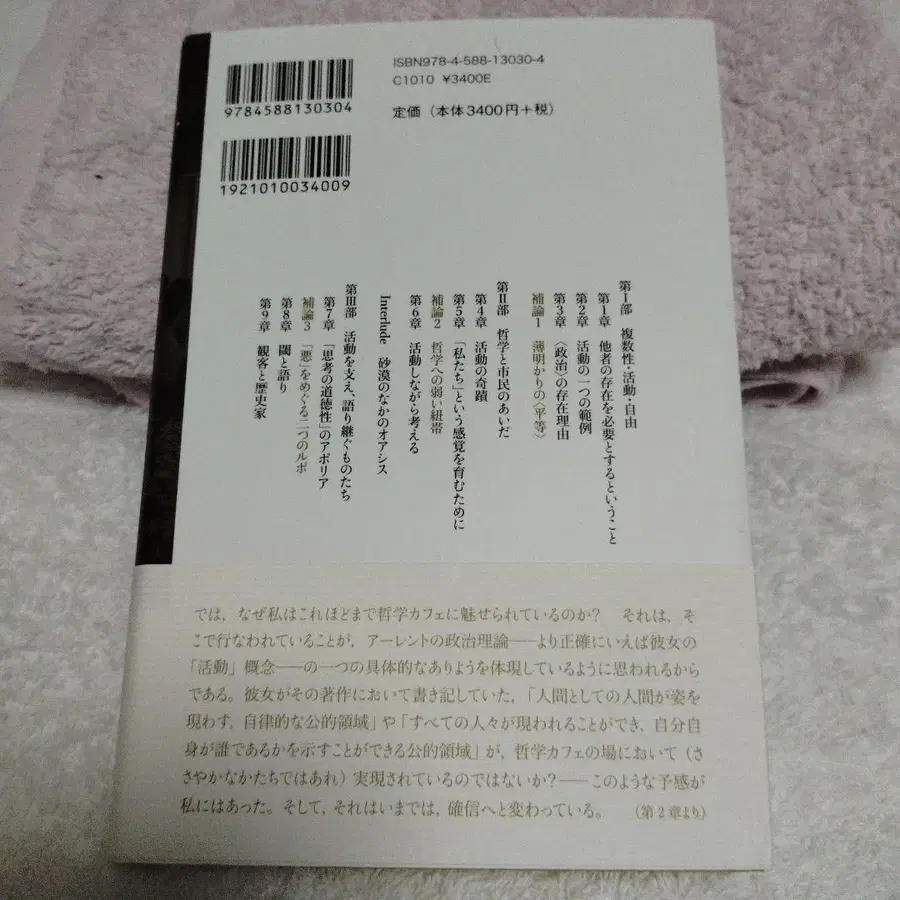 ISBN978-4-588-13030-4
C1010 ¥3400E
定価（本体3400円＋税）
9784588130304
1921010034009
第Ⅰ部　複数性・活動・自由
第1章　他者の存在を必要とするということ
第2章　活動の一つの範例
第3章　〈政治〉の存在理由
補論1　薄明かりの〈平等〉
第Ⅱ部　哲学と市民のあいだ
第4章　活動の奇蹟
第5章　「私たち」という感覚を育むために
補論2　哲学への弱い紐帯
第6章　活動しながら考える
Interlude　砂漠のなかのオアシス
第Ⅲ部　活動を支え、語り継ぐものたち
第7章　「思考の道徳性」のアポリア
補論3　「悪」をめぐる二つのルポ
第8章　閾と語り
第9章　観客と歴史家
では，なぜ私はこれほどまで哲学カフェに魅せられているのか？　それは，そ
こで行なわれていることが，アーレントの政治理論——より正確にいえば彼女の
「活動」概念——の一つの具体的なありようを体現しているように思われるから
である。彼女がその著作において書き記していた，「人間としての人間が姿を
現わす，自律的な公的領域」や「すべての人々が現われることができ，自分自
身が誰であるかを示すことができる公的領域」が，哲学カフェの場において（さ
さやかなかたちではあれ）実現されているのではないか？——このような予感が
私にはあった。そして，それはいまでは，確信へと変わっている。　（第2章より）